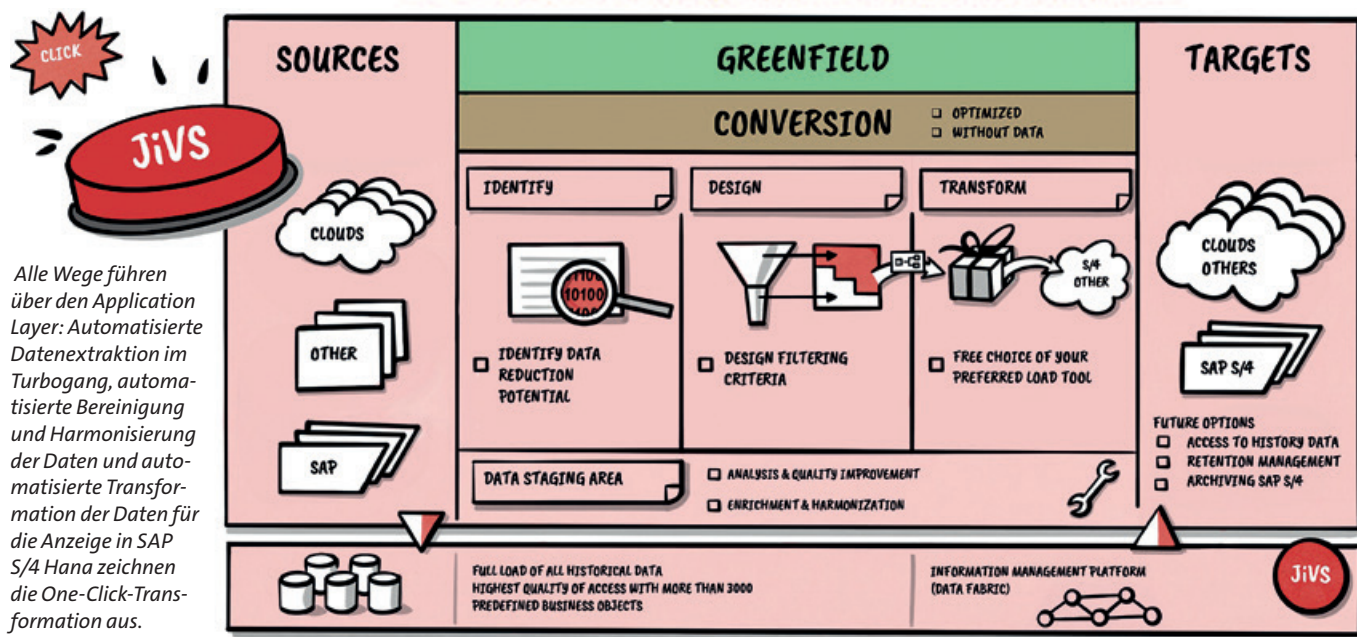 CLICK
JiVS
Alle Wege führen
über den Application
Layer: Automatisierte
Datenextraktion im
Turbogang, automa-
tisierte Bereinigung
und Harmonisierung
der Daten und auto-
matisierte Transfor-
mation der Daten für
die Anzeige in SAP
S/4 Hana zeichnen
die One-Click-Trans-
formation aus.
SOURCES
CLOUDS
OTHER
SAP
GREENFIELD
CONVERSION
OPTIMIZED
WITHOUT DATA
IDENTIFY
10100
IDENTIFY DATA
REDUCTION
POTENTIAL
DESIGN
DESIGN FILTERING
CRITERIA
TRANSFORM
S/4
OTHER
FREE CHOICE OF YOUR
PREFERRED LOAD TOOL
DATA STAGING AREA
ANALYSIS & QUALITY IMPROVEMENT
ENRICHMENT & HARMONIZATION
TARGETS
CLOUDS
OTHERS
SAP S/4
FUTURE OPTIONS
ACCESS TO HISTORY DATA
RETENTION MANAGEMENT
ARCHIVING SAP S/4
FULL LOAD OF ALL HISTORICAL DATA
HIGHEST QUALITY OF ACCESS WITH MORE THAN 3000
PREDEFINED BUSINESS OBJECTS
INFORMATION MANAGEMENT PLATFORM
(DATA FABRIC)
JiVS